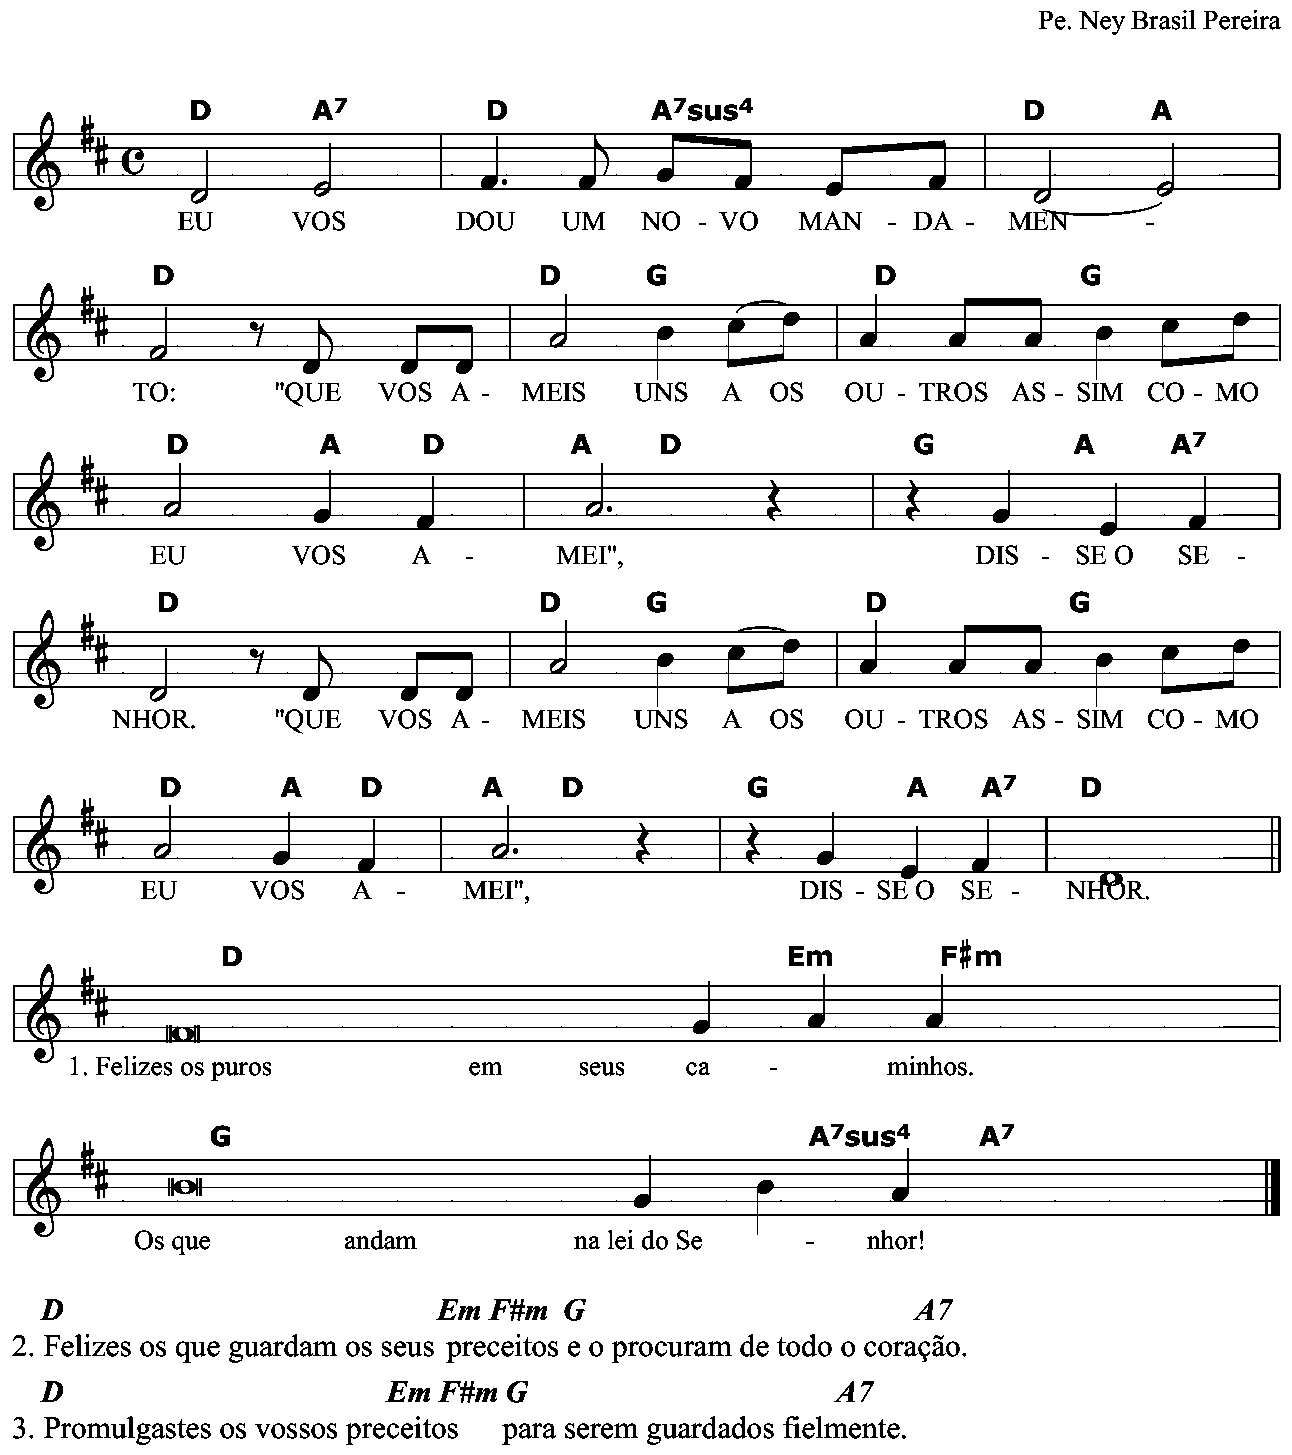 Pe. Ney Brasil Pereira
D A7 D A7sus4 D A
EU VOS DOU UM NO - VO MAN - DA - MEN -
D D G D G
TO: "QUE VOS A - MEIS UNS A OS OU - TROS AS - SIM CO - MO
D A D A D G A A7
EU VOS A - MEI", DIS - SE O SE -
D D G D G
NHOR. "QUE VOS A - MEIS UNS A OS OU - TROS AS - SIM CO - MO
D A D A D G A A7 D
EU VOS A - MEI", DIS - SE O SE - NHOR.
D Em F#m
1. Felizes os puros em seus ca - minhos.
G A7sus4 A7
Os que andam na lei do Se - nhor!
D Em F#m G A7
2. Felizes os que guardam os seus preceitos e o procuram de todo o coração.
D Em F#m G A7
3. Promulgastes os vossos preceitos para serem guardados fielmente.